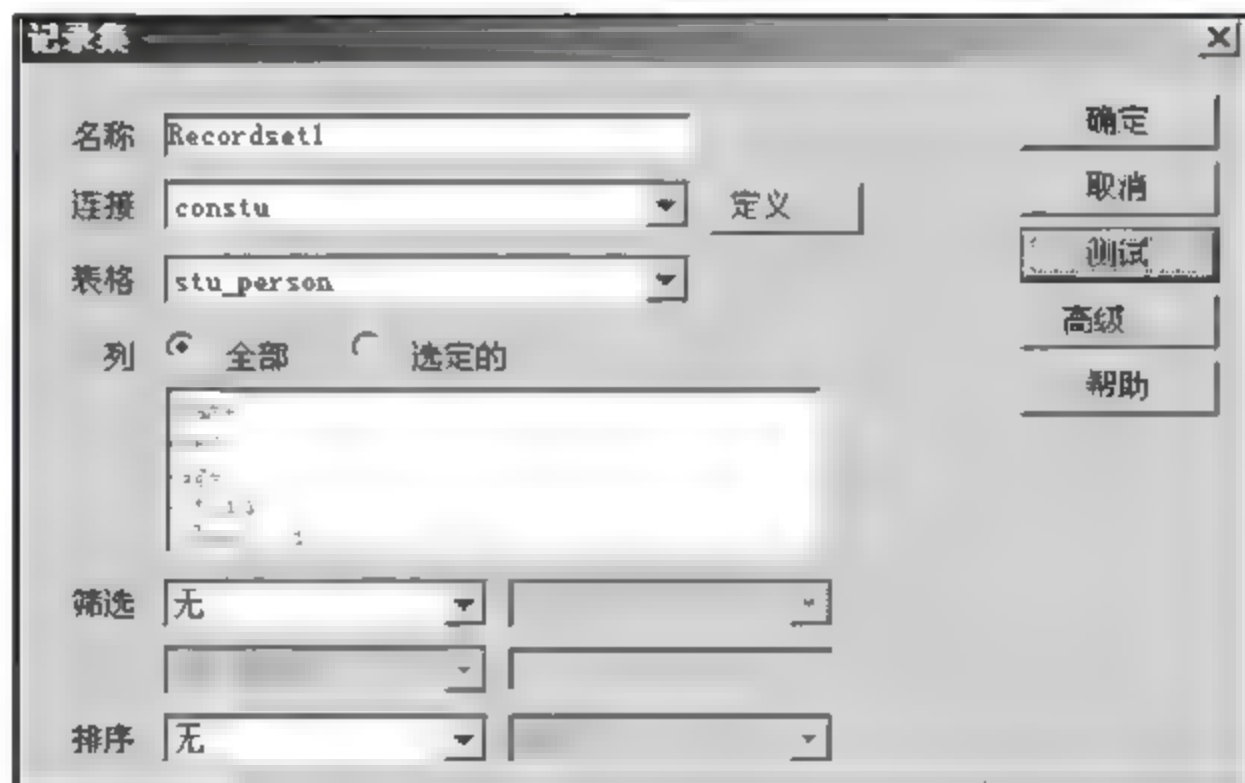 记录集
名称 Recordset1 确定
连接 constu 定义 取消
表格 stu_person 测试
列 全部 选定的 高级
帮助
筛选 无
排序 无